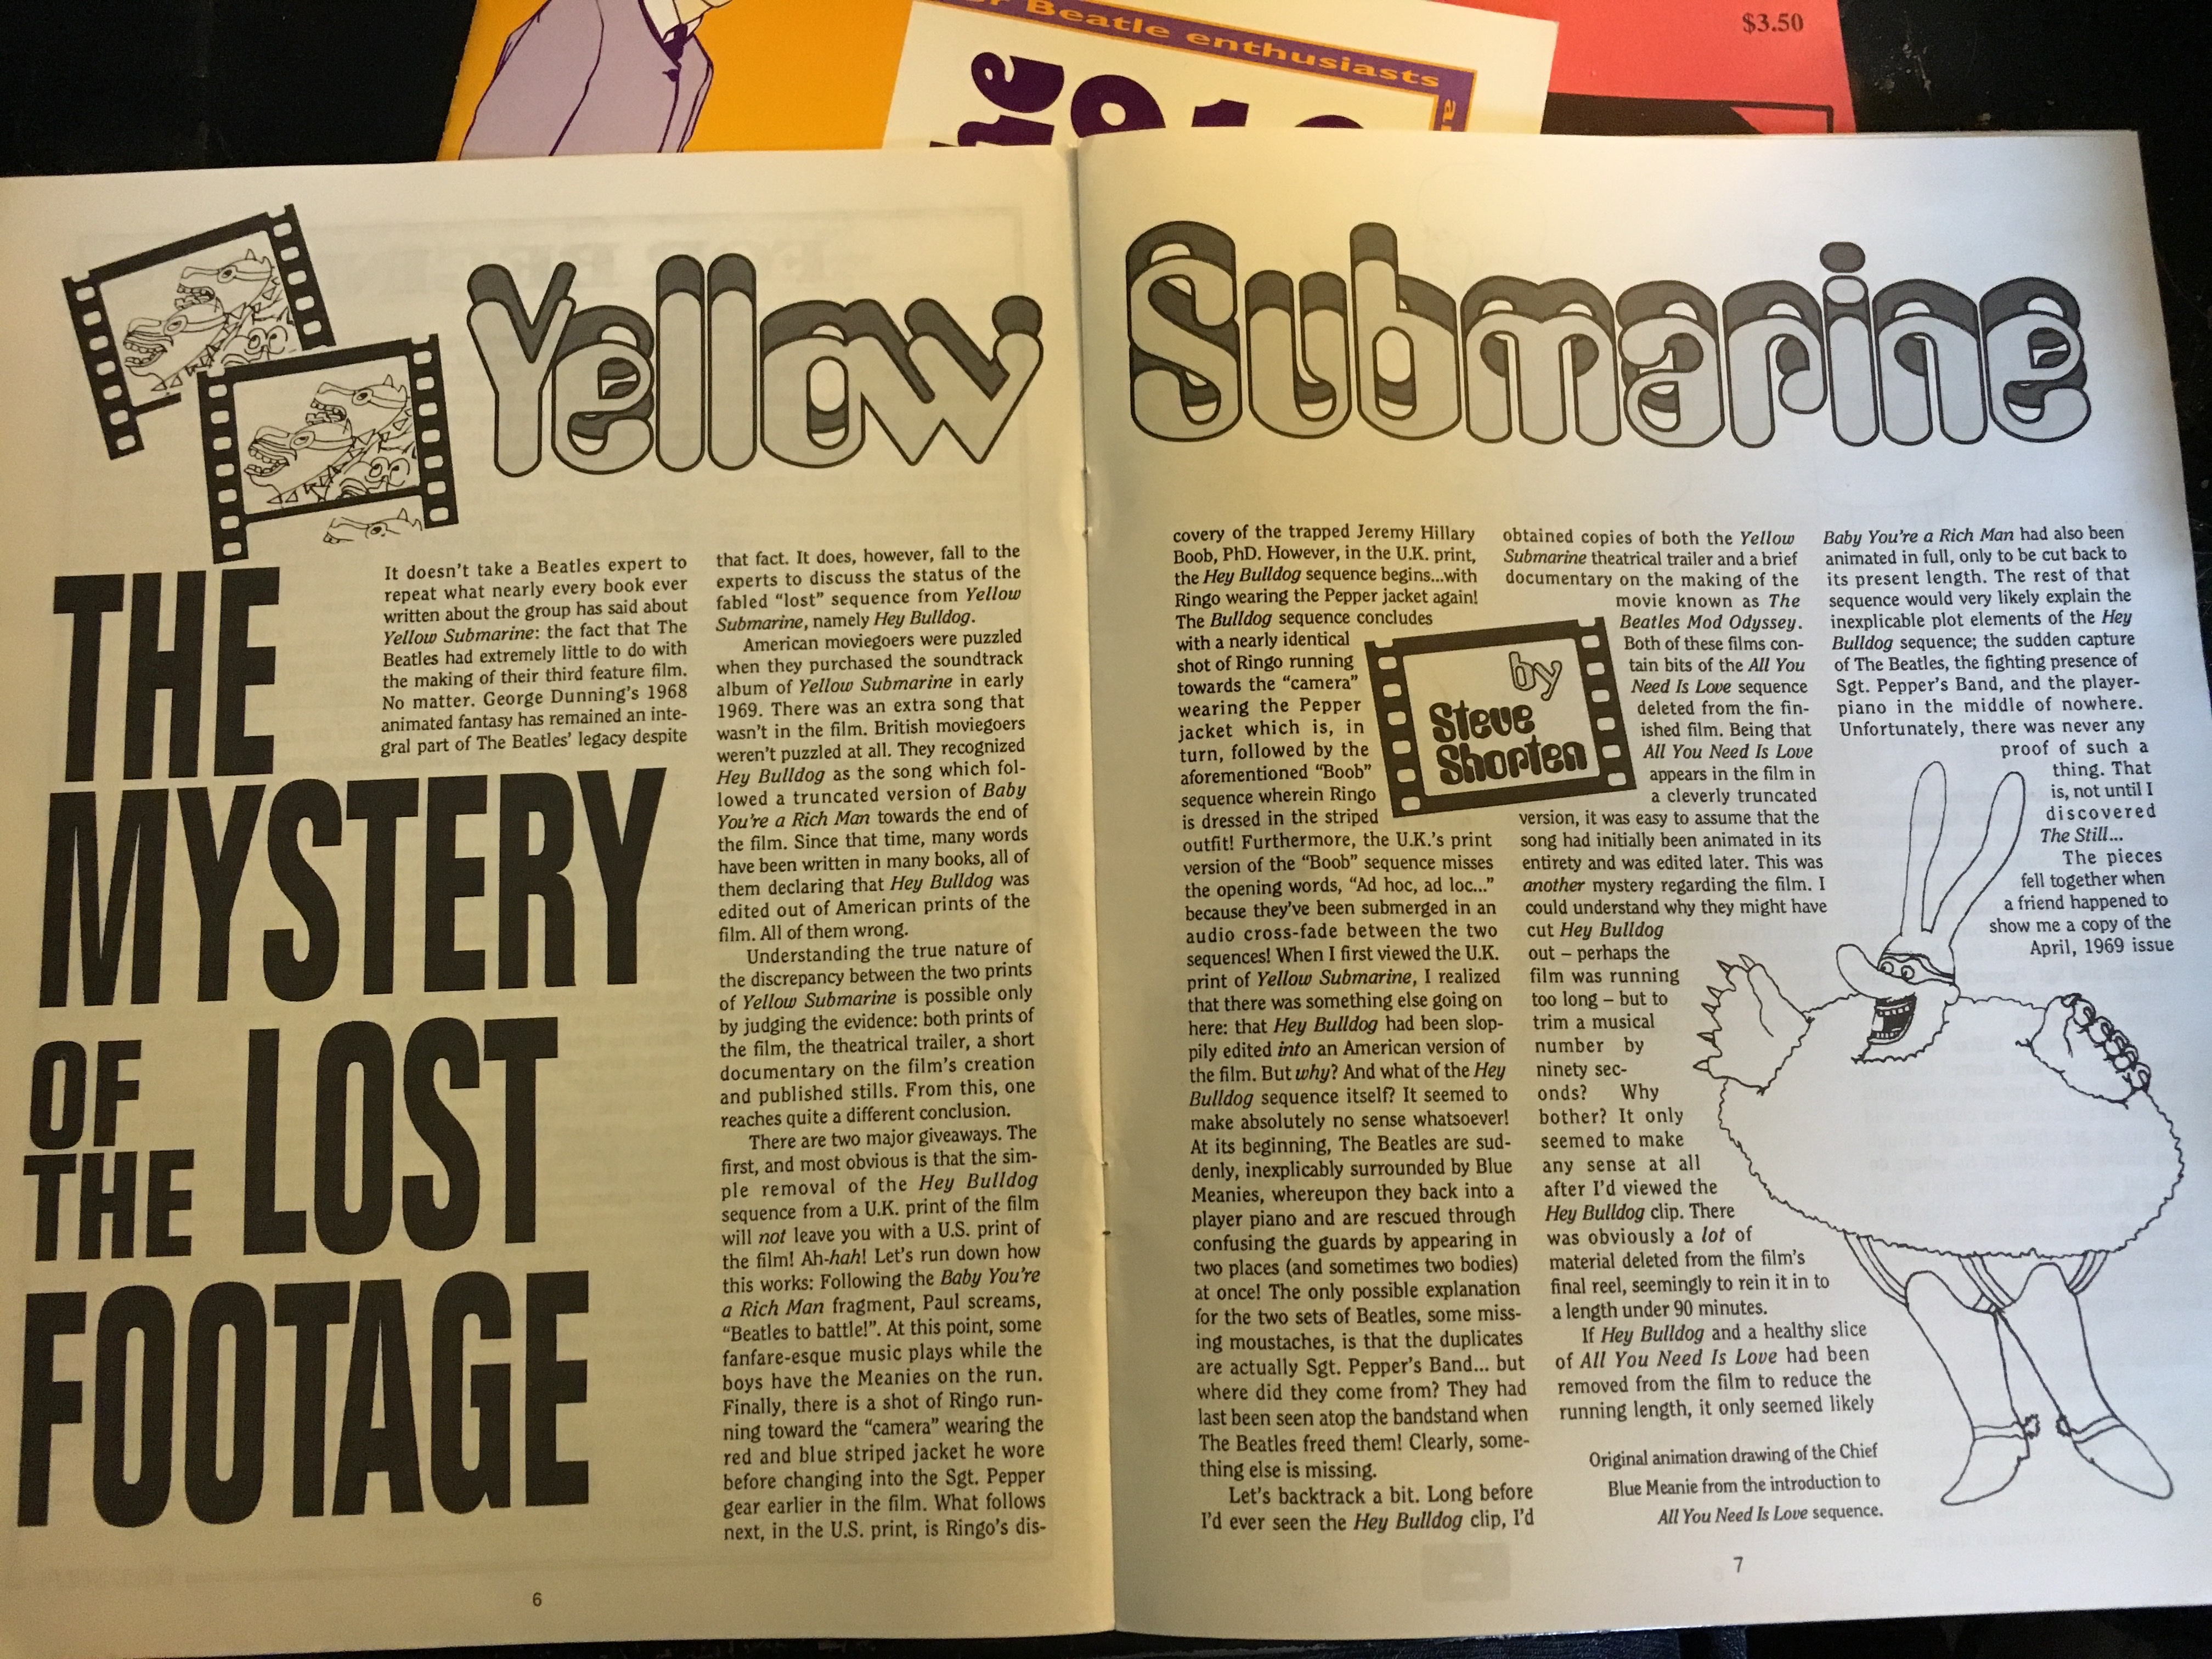 $3.50
or Beatle enthusiasts
Yellow Submarine
THE
MYSTERY
OF
THE LOST
FOOTAGE
It doesn't take a Beatles expert to
repeat what nearly every book ever
written about the group has said about
Yellow Submarine: the fact that The
Beatles had extremely little to do with
the making of their third feature film.
No matter. George Dunning's 1968
animated fantasy has remained an inte-
gral part of The Beatles' legacy despite
that fact. It does, however, fall to the
experts to discuss the status of the
fabled "lost" sequence from Yellow
Submarine, namely Hey Bulldog.
American moviegoers were puzzled
when they purchased the soundtrack
album of Yellow Submarine in early
1969. There was an extra song that
wasn't in the film. British moviegoers
weren't puzzled at all. They recognized
Hey Bulldog as the song which fol-
lowed a truncated version of Baby
You're a Rich Man towards the end of
the film. Since that time, many words
have been written in many books, all of
them declaring that Hey Bulldog was
edited out of American prints of the
film. All of them wrong.
Understanding the true nature of
the discrepancy between the two prints
of Yellow Submarine is possible only
by judging the evidence: both prints of
the film, the theatrical trailer, a short
documentary on the film's creation
and published stills. From this, one
reaches quite a different conclusion.
There are two major giveaways. The
first, and most obvious is that the sim-
ple removal of the Hey Bulldog
sequence from a U.K. print of the film
will not leave you with a U.S. print of
the film! Ah-hah! Let's run down how
this works: Following the Baby You're
a Rich Man fragment, Paul screams,
"Beatles to battle!". At this point, some
fanfare-esque music plays while the
boys have the Meanies on the run.
Finally, there is a shot of Ringo run-
ning toward the "camera" wearing the
red and blue striped jacket he wore
before changing into the Sgt. Pepper
gear earlier in the film. What follows
next, in the U.S. print, is Ringo's dis-
6
covery of the trapped Jeremy Hillary
Boob, PhD. However, in the U.K. print,
the Hey Bulldog sequence begins...with
Ringo wearing the Pepper jacket again!
The Bulldog sequence concludes
with a nearly identical
shot of Ringo running
towards the "camera"
wearing the Pepper
jacket which is, in
turn, followed by the
aforementioned "Boob"
sequence wherein Ringo
is dressed in the striped
outfit! Furthermore, the U.K.'s print
version of the "Boob" sequence misses
the opening words, "Ad hoc, ad loc..."
because they've been submerged in an
audio cross-fade between the two
sequences! When I first viewed the U.K.
print of Yellow Submarine, I realized
that there was something else going on
here: that Hey Bulldog had been slop-
pily edited into an American version of
the film. But why? And what of the Hey
Bulldog sequence itself? It seemed to
make absolutely no sense whatsoever!
At its beginning, The Beatles are sud-
denly, inexplicably surrounded by Blue
Meanies, whereupon they back into a
player piano and are rescued through
confusing the guards by appearing in
two places (and sometimes two bodies)
at once! The only possible explanation
for the two sets of Beatles, some miss-
ing moustaches, is that the duplicates
are actually Sgt. Pepper's Band... but
where did they come from? They had
last been seen atop the bandstand when
The Beatles freed them! Clearly, some-
thing else is missing.
Let's backtrack a bit. Long before
I'd ever seen the Hey Bulldog clip, I'd
by
Steve
Shorten
obtained copies of both the Yellow
Submarine theatrical trailer and a brief
documentary on the making of the
movie known as The
Beatles Mod Odyssey.
Both of these films con-
tain bits of the All You
Need Is Love sequence
deleted from the fin-
ished film. Being that
All You Need Is Love
appears in the film in
a cleverly truncated
version, it was easy to assume that the
song had initially been animated in its
entirety and was edited later. This was
another mystery regarding the film. I
could understand why they might have
cut Hey Bulldog
out – perhaps the
film was running
too long – but to
trim a musical
number by
ninety sec-
onds? Why
bother? It only
seemed to make
any sense at all
after I'd viewed the
Hey Bulldog clip. There
was obviously a lot of
material deleted from the film's
final reel, seemingly to rein it in to
a length under 90 minutes.
If Hey Bulldog and a healthy slice
of All You Need Is Love had been
removed from the film to reduce the
running length, it only seemed likely
Baby You're a Rich Man had also been
animated in full, only to be cut back to
its present length. The rest of that
sequence would very likely explain the
inexplicable plot elements of the Hey
Bulldog sequence; the sudden capture
of The Beatles, the fighting presence of
Sgt. Pepper's Band, and the player-
piano in the middle of nowhere.
Unfortunately, there was never any
proof of such a
thing. That
is, not until I
discovered
The Still...
The pieces
fell together when
a friend happened to
show me a copy of the
April, 1969 issue
Original animation drawing of the Chief
Blue Meanie from the introduction to
All You Need Is Love sequence.
7